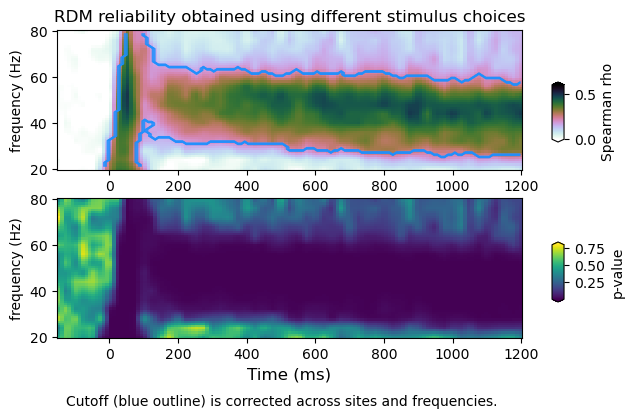 RDM reliability obtained using different stimulus choices
80
60
40
20
frequency (Hz)
0 200 400 600 800 1000 1200
0.5
0.0
Spearman rho
80
60
40
20
frequency (Hz)
0 200 400 600 800 1000 1200
Time (ms)
0.75
0.50
0.25
p-value
Cutoff (blue outline) is corrected across sites and frequencies.